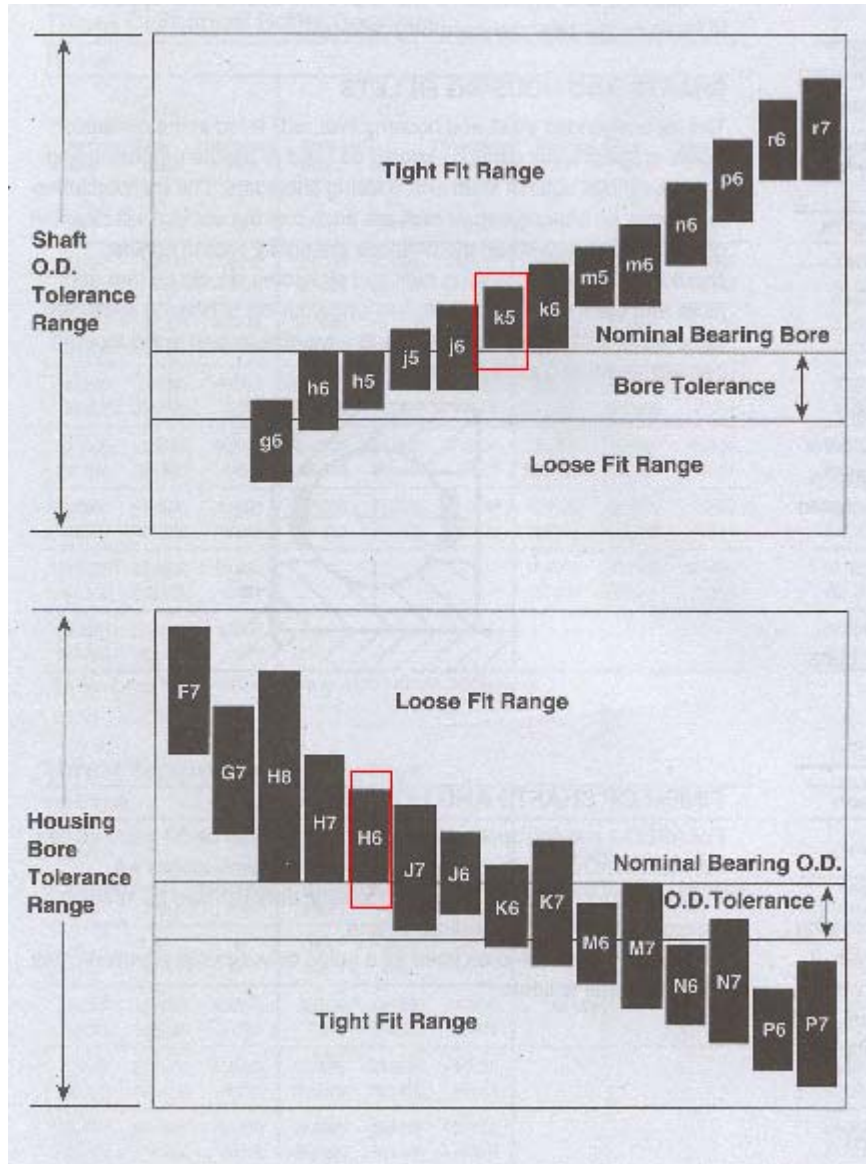 Tight Fit Range
Shaft
O.D.
Tolerance
Range
r6
r7
p6
n6
m6
m5
k6
k5
j6
j5
h5
h6
g6
Nominal Bearing Bore
Bore Tolerance
Loose Fit Range
Housing
Bore
Tolerance
Range
Loose Fit Range
F7
G7
H8
H7
H6
J7
J6
K6
K7
M6
M7
N6
N7
P6
P7
Nominal Bearing O.D.
O.D.Tolerance
Tight Fit Range